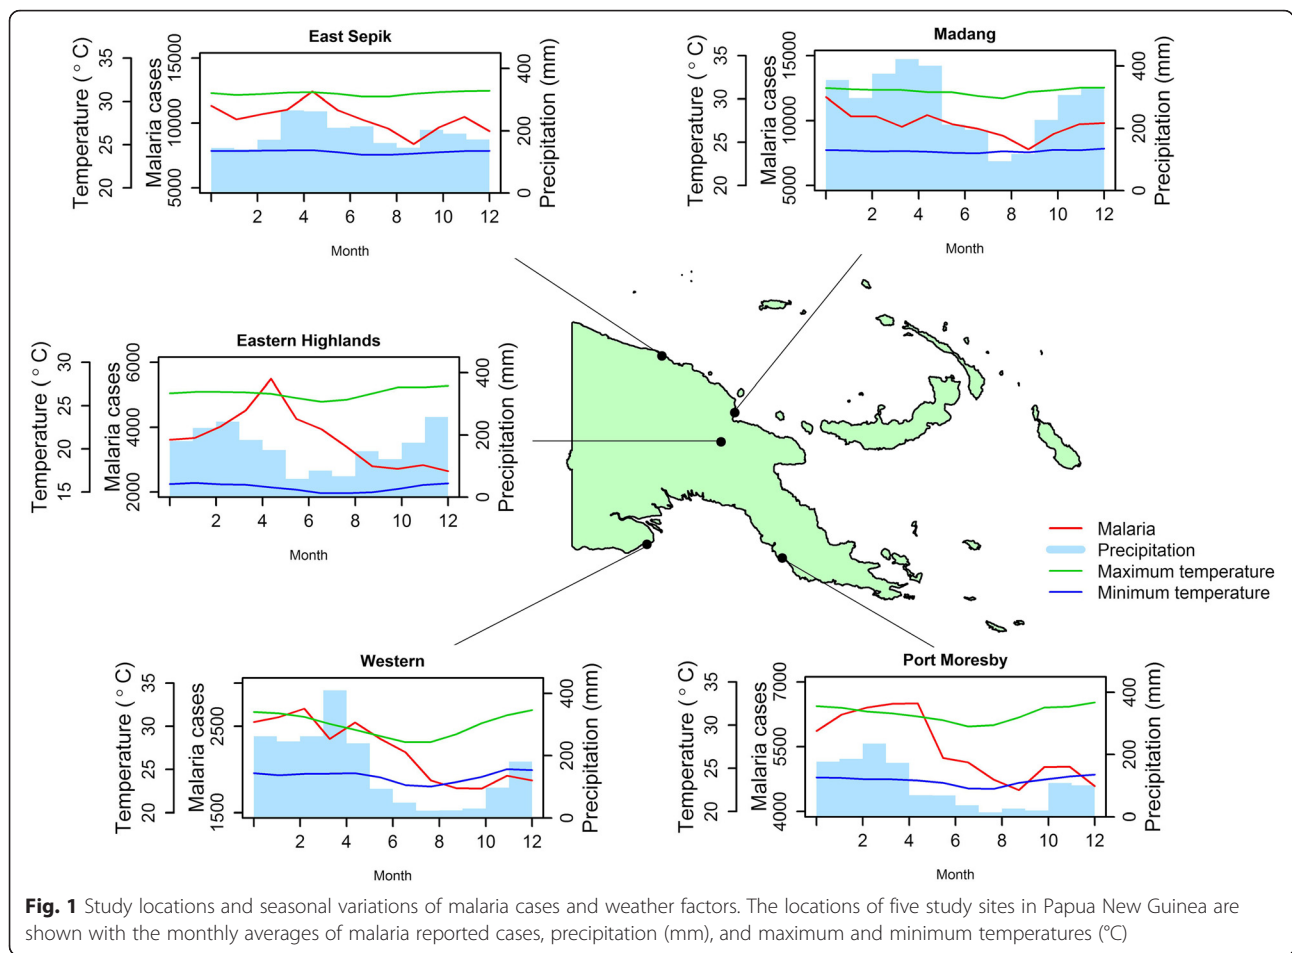 East Sepik
Temperature ( ° C)
20 25 30 35
Malaria cases
5000 10000 15000
Precipitation (mm)
0 200 400
2 4 6 8 10 12
Month
Madang
Temperature ( ° C)
20 25 30 35
Malaria cases
5000 10000 15000
Precipitation (mm)
0 200 400
2 4 6 8 10 12
Month
Eastern Highlands
Temperature ( ° C)
15 20 25 30
Malaria cases
2000 4000 6000
Precipitation (mm)
0 200 400
2 4 6 8 10 12
Month
Malaria
Precipitation
Maximum temperature
Minimum temperature
Western
Temperature ( ° C)
20 25 30 35
Malaria cases
1500 2500
Precipitation (mm)
0 200 400
2 4 6 8 10 12
Month
Port Moresby
Temperature ( ° C)
20 25 30 35
Malaria cases
4000 5500 7000
Precipitation (mm)
0 200 400
2 4 6 8 10 12
Month
Fig. 1 Study locations and seasonal variations of malaria cases and weather factors. The locations of five study sites in Papua New Guinea are
shown with the monthly averages of malaria reported cases, precipitation (mm), and maximum and minimum temperatures (°C)